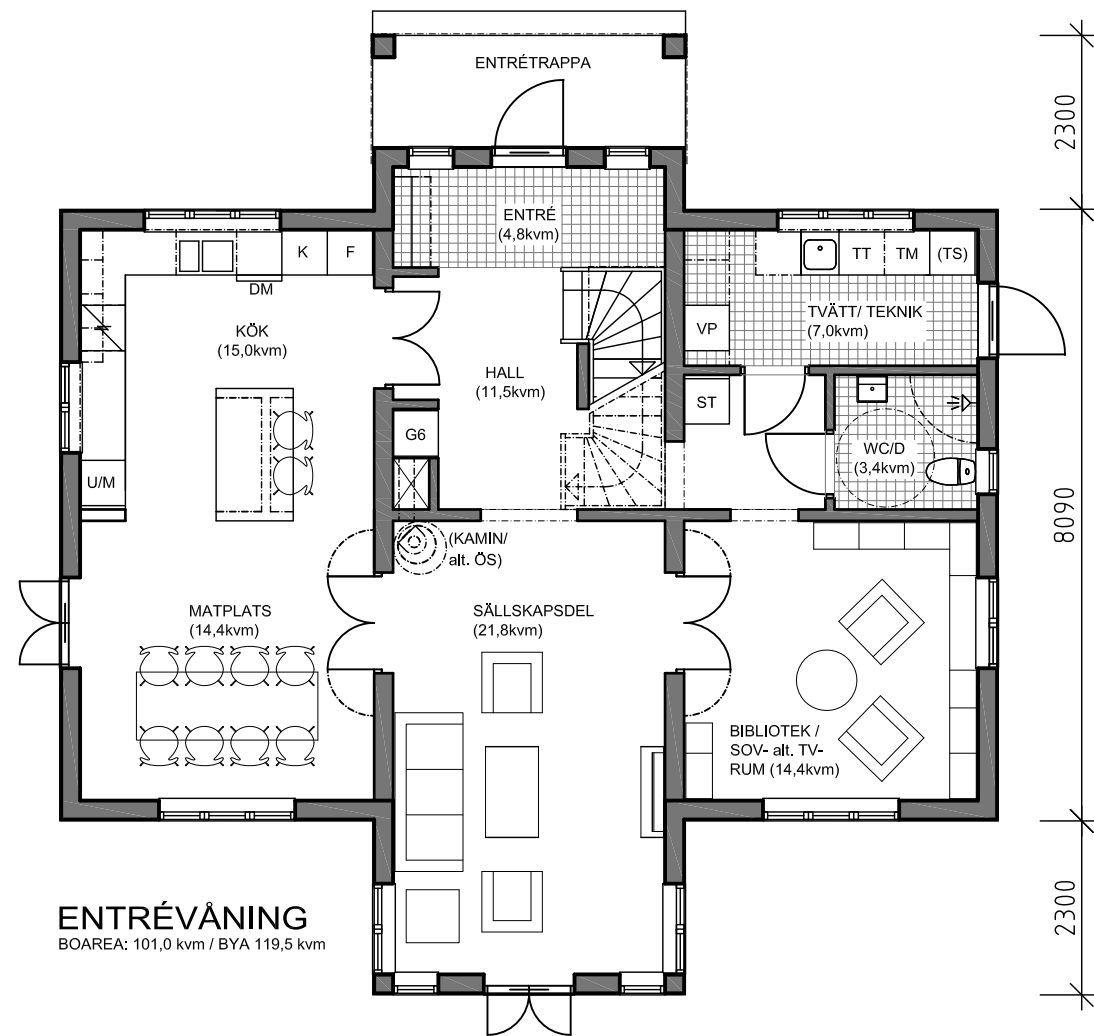 ENTRÉTRAPPA
2300
ENTRÉ
(4,8kvm)
K
F
DM
KÖK
(15,0kvm)
TT
TM
(TS)
TVÄTT/ TEKNIK
(7,0kvm)
VP
HALL
(11,5kvm)
ST
G6
WC/D
(3,4kvm)
U/M
8090
(KAMIN/
alt. ÖS)
MATPLATS
(14,4kvm)
SÄLLSKAPSDEL
(21,8kvm)
BIBLIOTEK /
SOV- alt. TV-
RUM (14,4kvm)
2300
ENTRÉVÅNING
BOAREA: 101,0 kvm / BYA 119,5 kvm